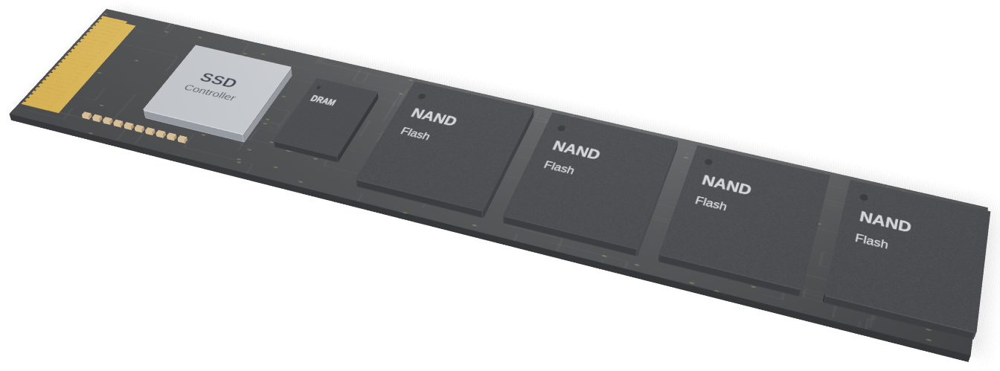 SSD
Controller
DRAM
NAND
Flash
NAND
Flash
NAND
Flash
NAND
Flash